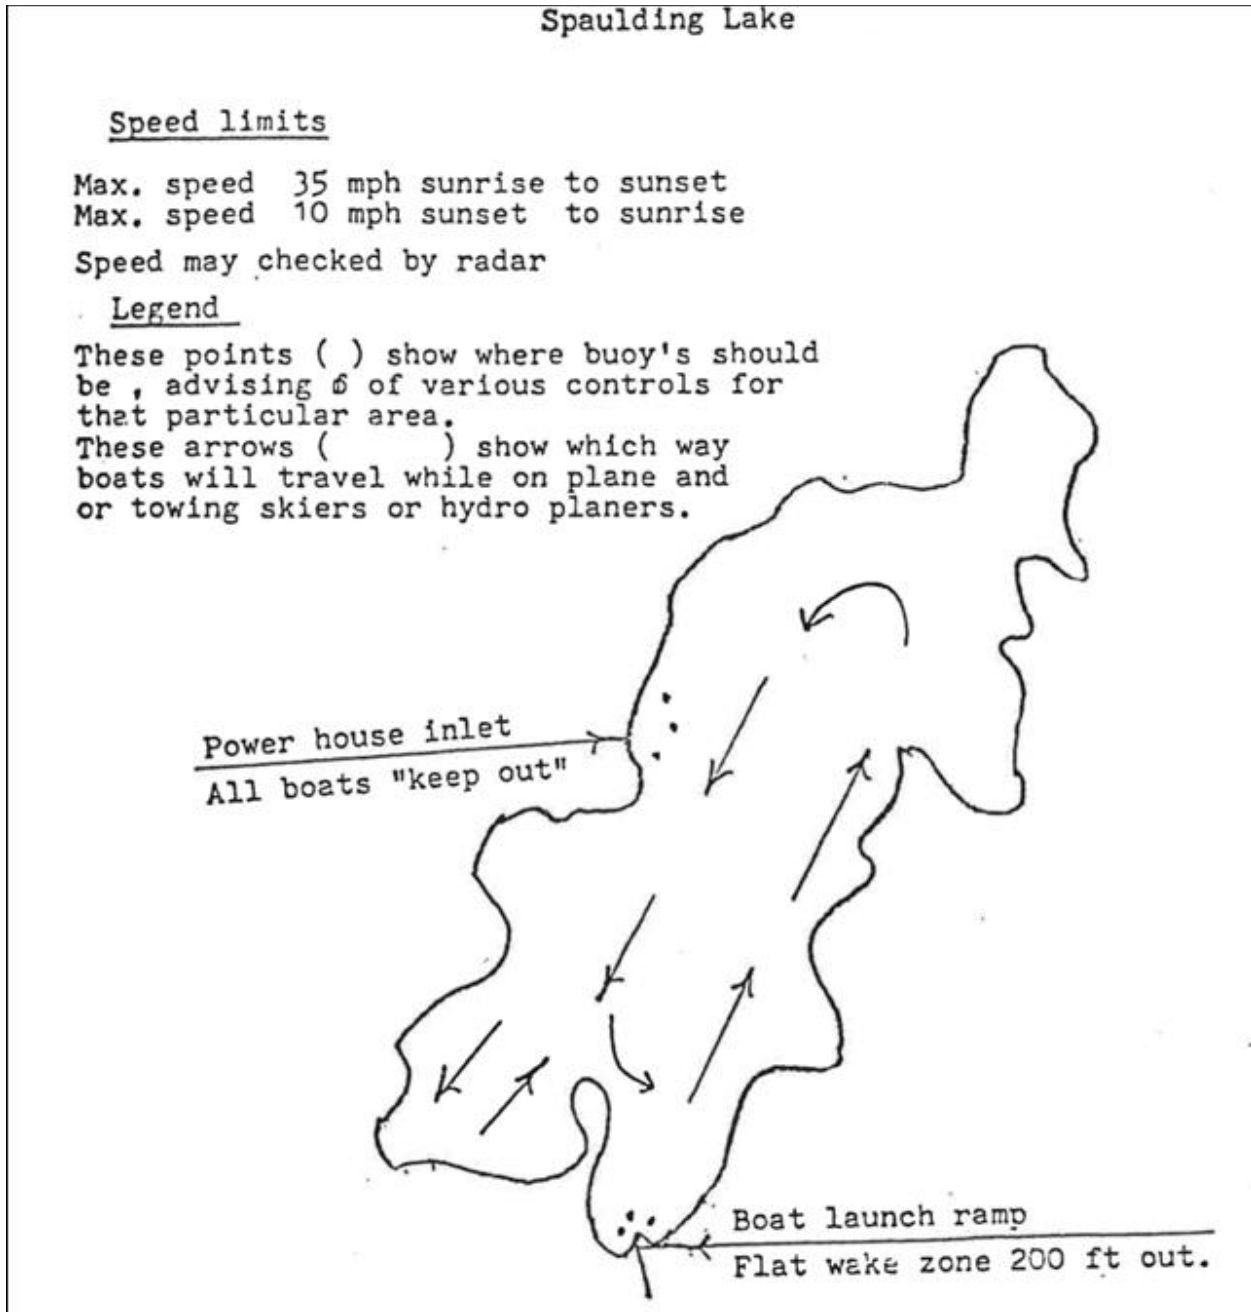 Spaulding Lake
Speed limits
Max. speed 35 mph sunrise to sunset
Max. speed 10 mph sunset to sunrise
Speed may checked by radar
Legend
These points ( ) show where buoy's should
be , advising of various controls for
that particular area.
These arrows ( ) show which way
boats will travel while on plane and
or towing skiers or hydro planers.
Power house inlet
All boats "keep out"
Boat launch ramp
Flat wake zone 200 ft out.